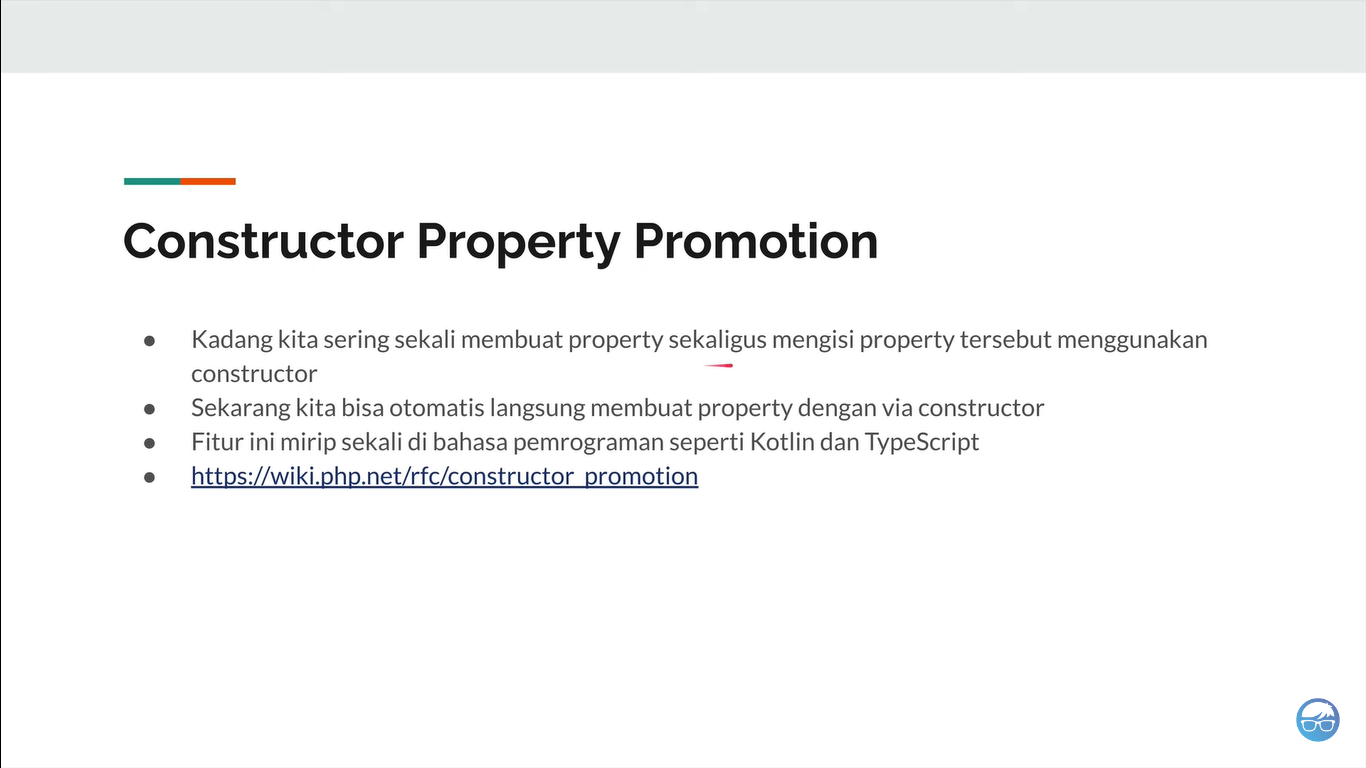 Constructor Property Promotion
● Kadang kita sering sekali membuat property sekaligus mengisi property tersebut menggunakan
constructor
● Sekarang kita bisa otomatis langsung membuat property dengan via constructor
● Fitur ini mirip sekali di bahasa pemrograman seperti Kotlin dan TypeScript
● https://wiki.php.net/rfc/constructor_promotion